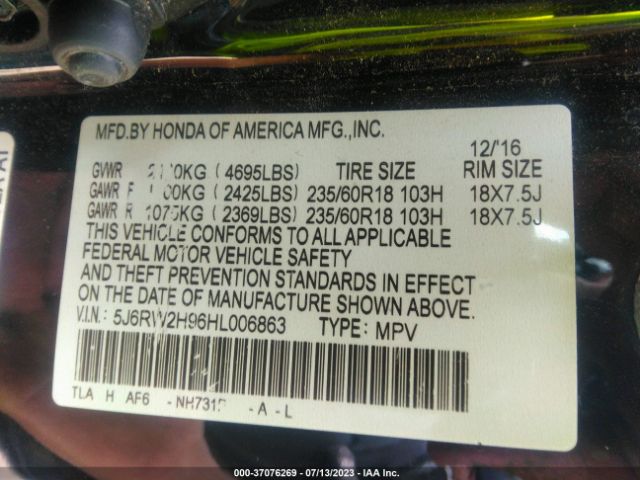 MFD.BY HONDA OF AMERICA MFG.,INC.
12/'16
GVWR (4695LBS) TIRE SIZE RIM SIZE
GAWR F (2425LBS) 235/60R18 103H 18X7.5J
GAWR R 1075KG (2369LBS) 235/60R18 103H 18X7.5J
THIS VEHICLE CONFORMS TO ALL APPLICABLE
FEDERAL MOTOR VEHICLE SAFETY
AND THEFT PREVENTION STANDARDS IN EFFECT
ON THE DATE OF MANUFACTURE SHOWN ABOVE.
V.I.N.: 5J6RW2H96HL006863 TYPE: MPV
TLA H AF6 - - A - L
000-37076269 - 07/13/2023 - IAA Inc.